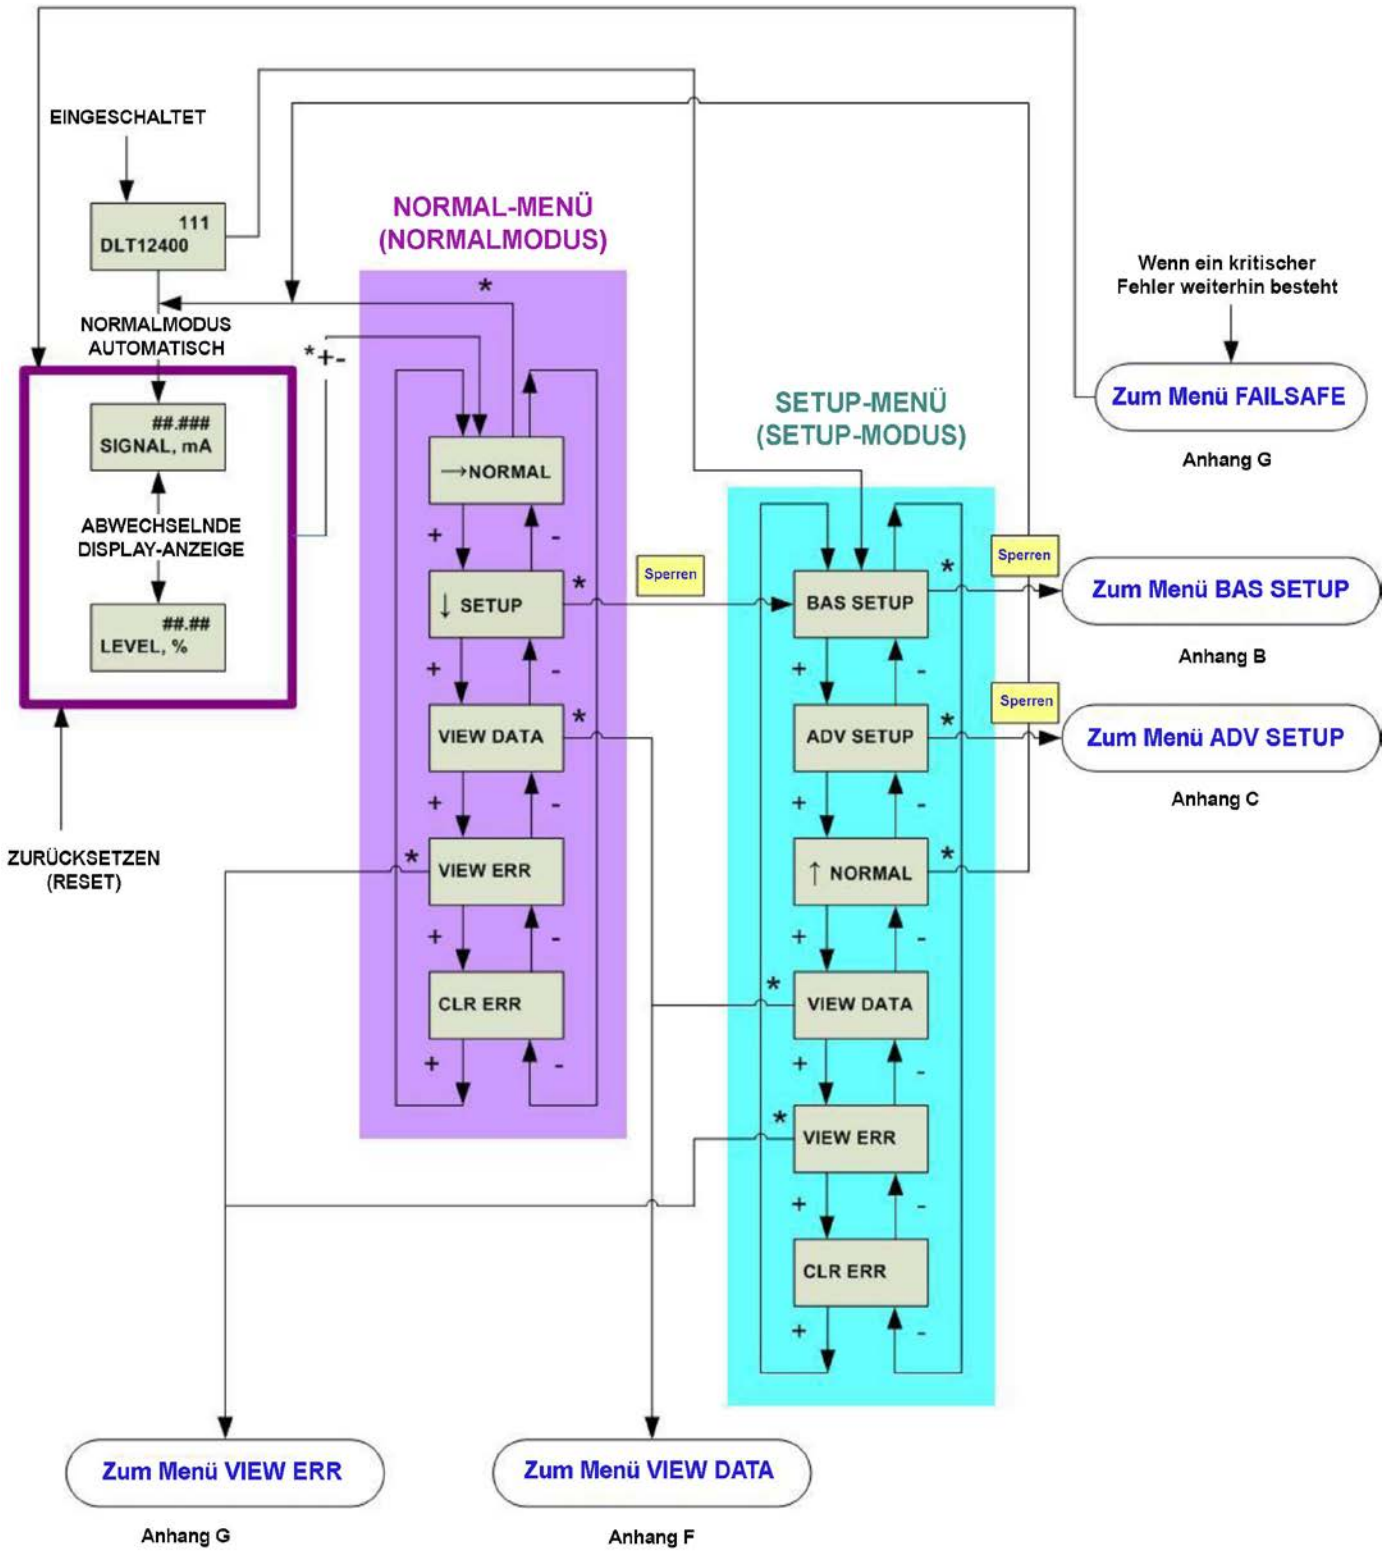 EINGESCHALTET
111
DLT12400
NORMALMODUS
AUTOMATISCH
##.###
SIGNAL, mA
ABWECHSELNDE
DISPLAY-ANZEIGE
##.##
LEVEL, %
ZURÜCKSETZEN
(RESET)
*+-
NORMAL-MENÜ
(NORMALMODUS)
*
→NORMAL
+
-
↓ SETUP
*
Sperren
+
-
VIEW DATA
*
+
-
*
VIEW ERR
+
-
CLR ERR
+
-
SETUP-MENÜ
(SETUP-MODUS)
BAS SETUP
*
Sperren
+
-
ADV SETUP
*
Sperren
+
-
↑ NORMAL
*
+
-
*
VIEW DATA
+
-
*
VIEW ERR
+
-
CLR ERR
+
-
Wenn ein kritischer
Fehler weiterhin besteht
Zum Menü FAILSAFE
Anhang G
Zum Menü BAS SETUP
Anhang B
Zum Menü ADV SETUP
Anhang C
Zum Menü VIEW ERR
Anhang G
Zum Menü VIEW DATA
Anhang F